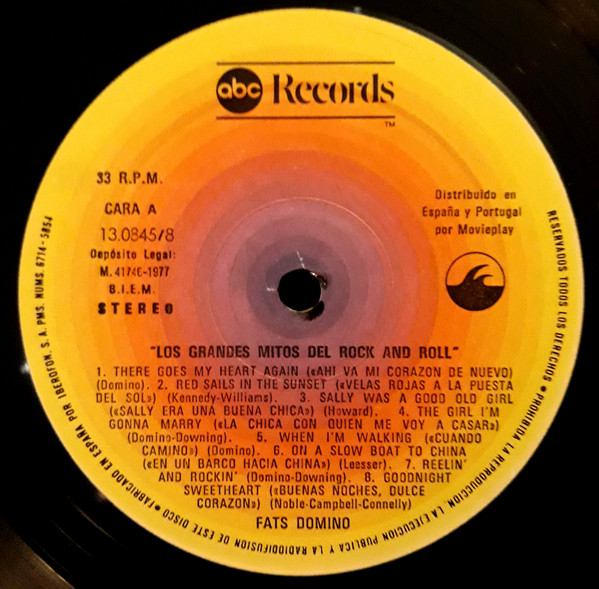 abc Records
TM
33 R.P.M.
CARA A
13.0845/8
Depósito Legal:
M. 41746-1977
B.I.E.M.
STEREO
Distribuido en
España y Portugal
por Movieplay
"LOS GRANDES MITOS DEL ROCK AND ROLL"
1. THERE GOES MY HEART AGAIN («AHI VA MI CORAZON DE NUEVO)
(Domino). 2. RED SAILS IN THE SUNSET «VELAS ROJAS A LA PUESTA
DEL SOL») (Kennedy-Williams). 3. SALLY WAS A GOOD OLD GIRL
(«SALLY ERA UNA BUENA CHICA») (Howard). 4. THE GIRL I'M
GONNA MARRY («LA CHICA CON QUIEN ME VOY A CASAR»)
(Domino-Downing). 5. WHEN I'M WALKING («CUANDO
CAMINO») (Domino). 6. ON A SLOW BOAT TO CHINA
(«EN UN BARCO HACIA CHINA») (Leesser). 7. REELIN'
AND ROCKIN' (Domino-Downing). 8. GOODNIGHT
SWEETHEART («BUENAS NOCHES, DULCE
CORAZON») (Noble-Campbell-Connelly)
FATS DOMINO
RESERVADOS TODOS LOS DERECHOS • PROHIBIDA LA REPRODUCCION, LA EJECUCION PUBLICA Y LA RADIODIFUSION DE ESTE DISCO • FABRICADO EN ESPAÑA POR IBEROFON, S. A. PMS. NUMS. 6714-5854